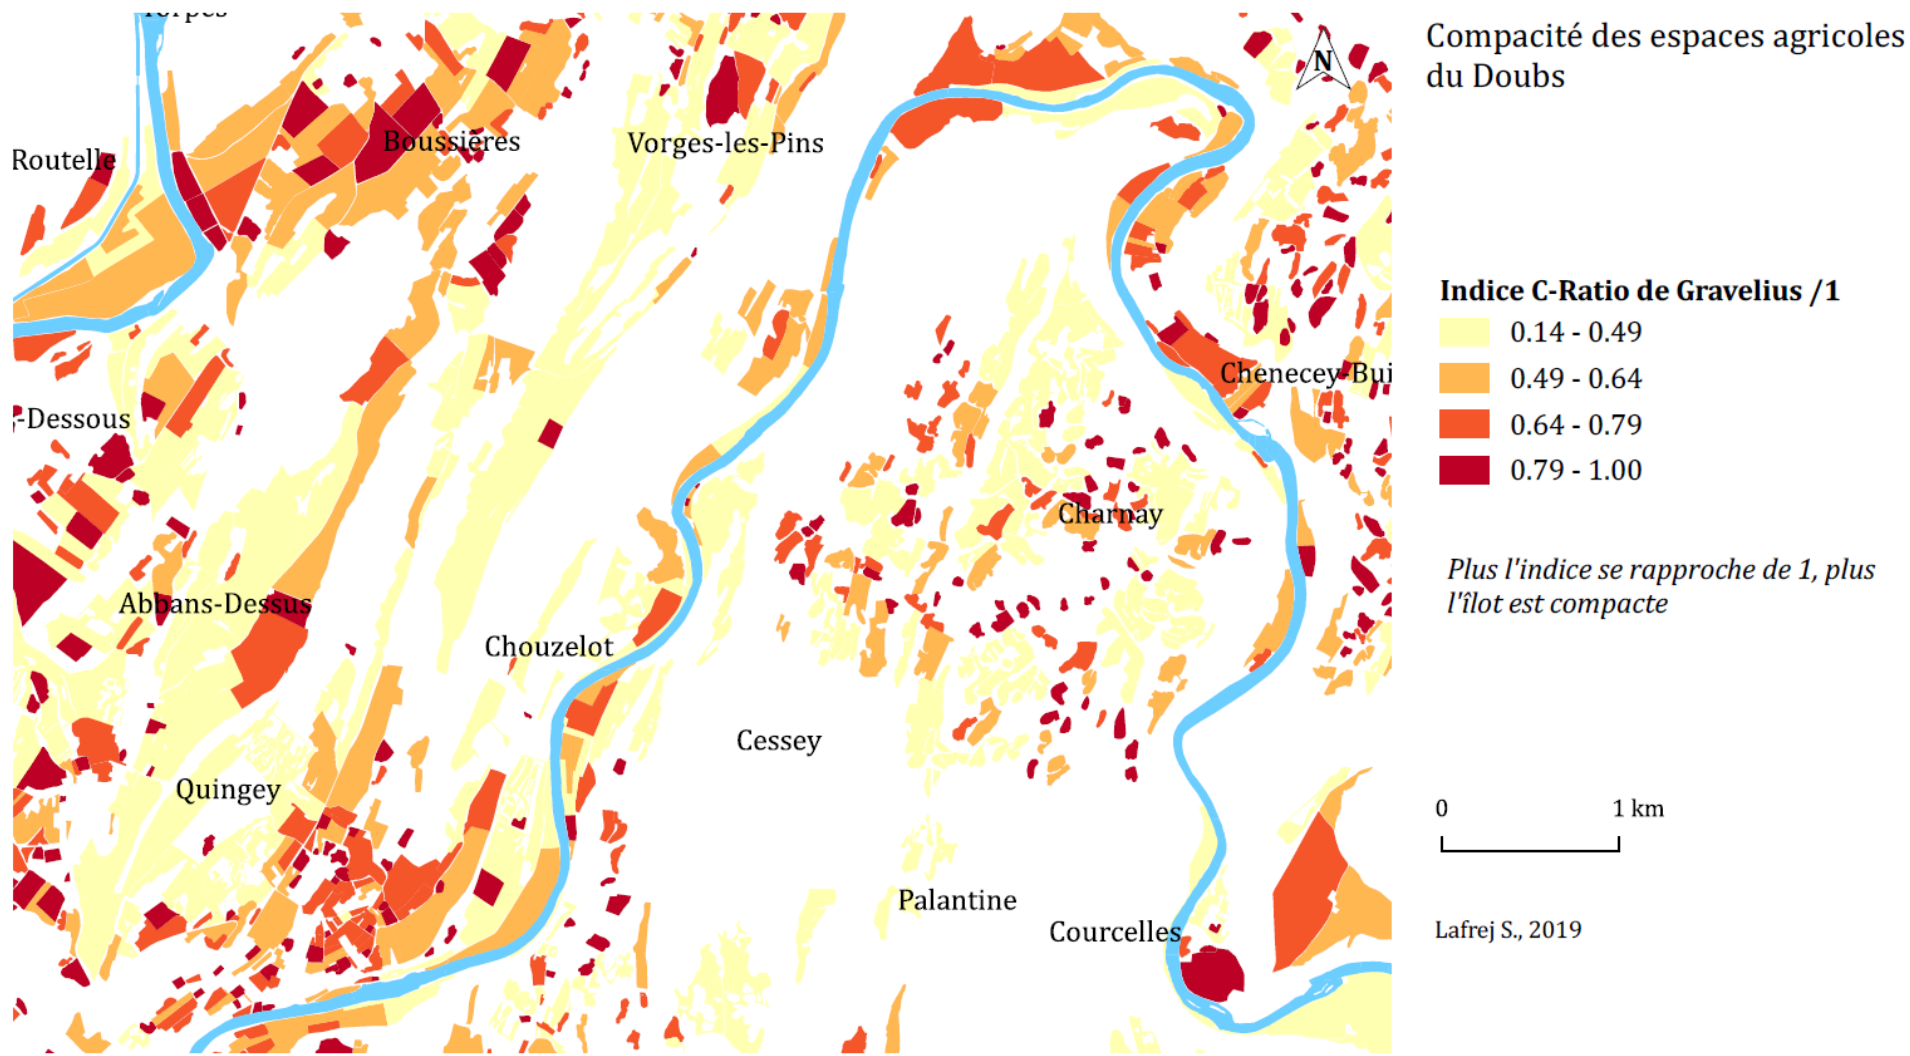 Compacité des espaces agricoles
du Doubs
N
Routelle
Boussières
Vorges-les-Pins
Chenecey-Bui
-Dessous
Charnay
Abbans-Dessus
Chouzelot
Cessey
Quingey
Palantine
Courcelles
Indice C-Ratio de Gravelius /1
0.14 - 0.49
0.49 - 0.64
0.64 - 0.79
0.79 - 1.00
Plus l'indice se rapproche de 1, plus
l'îlot est compacte
0 1 km
Lafrej S., 2019